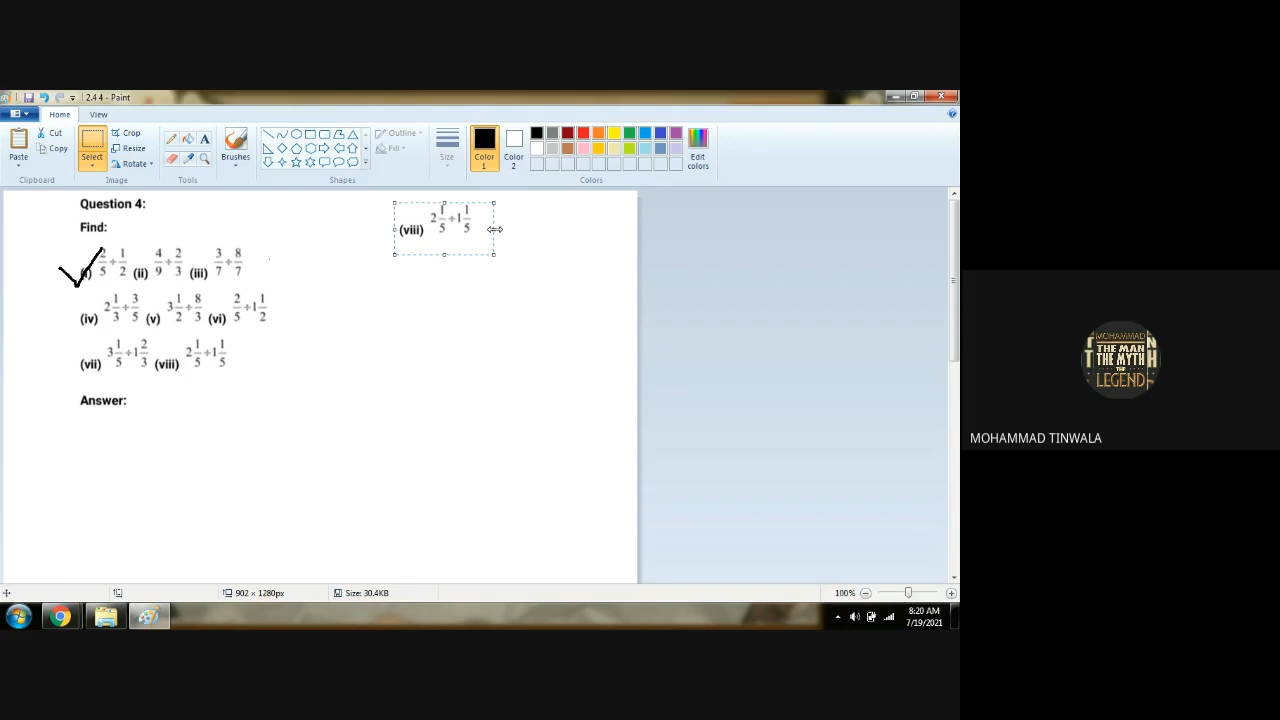 2.4 4 - Paint
Home View
Cut
Copy
Paste
Clipboard
Select
Crop
Resize
Rotate
Image
A
Tools
Brushes
Outline
Fill
Shapes
Size
Color 1
Color 2
Edit colors
Colors
Question 4:
Find:
(i) 2/5 ÷ 1/2 (ii) 4/9 ÷ 2/3 (iii) 3/7 ÷ 8/7
(iv) 2 1/3 ÷ 3/5 (v) 3 1/2 ÷ 8/3 (vi) 2/5 ÷ 1 1/2
(vii) 3 1/5 ÷ 1 2/3 (viii) 2 1/5 ÷ 1 1/5
Answer:
(viii) 2 1/5 ÷ 1 1/5
902 × 1280px
Size: 30.4KB
100%
8:20 AM
7/19/2021
MOHAMMAD
THE MAN
THE MYTH
THE
LEGEND
MOHAMMAD TINWALA